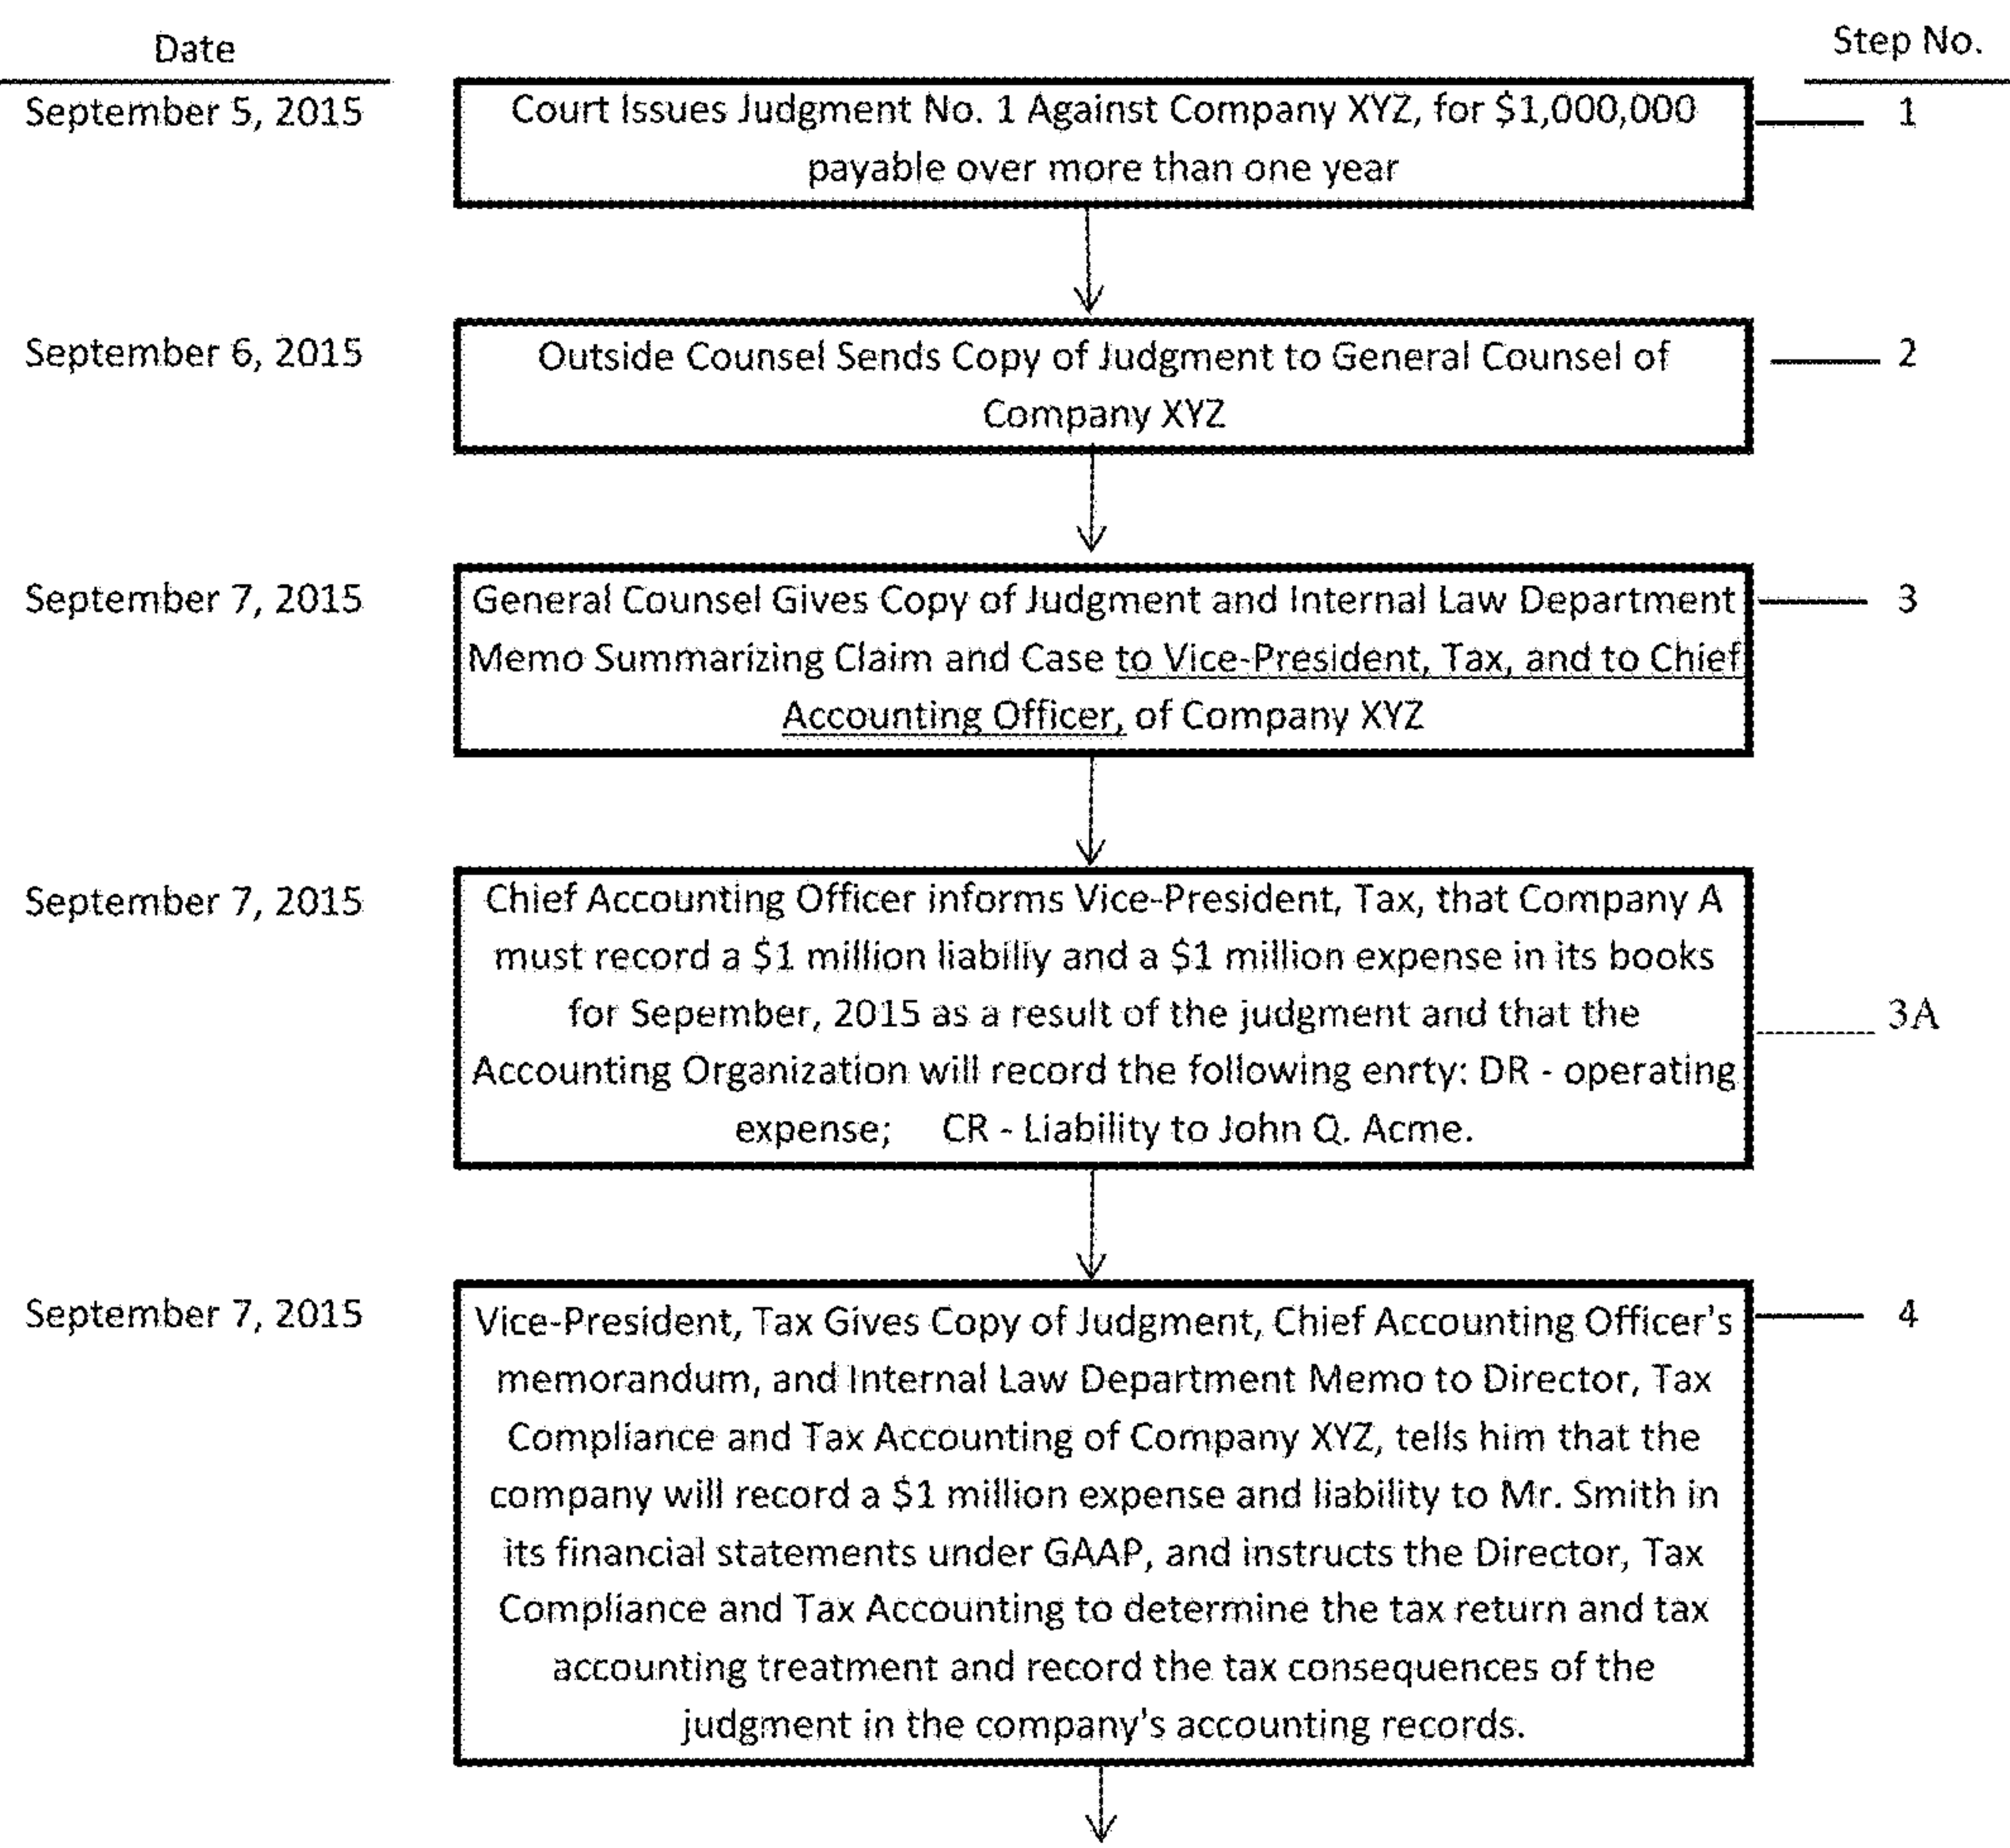 Date
Step No.
September 5, 2015
Court Issues Judgment No. 1 Against Company XYZ, for $1,000,000
payable over more than one year
1
September 6, 2015
Outside Counsel Sends Copy of Judgment to General Counsel of
Company XYZ
2
September 7, 2015
General Counsel Gives Copy of Judgment and Internal Law Department
Memo Summarizing Claim and Case to Vice-President, Tax, and to Chief
Accounting Officer, of Company XYZ
3
September 7, 2015
Chief Accounting Officer informs Vice-President, Tax, that Company A
must record a $1 million liabiliy and a $1 million expense in its books
for Sepember, 2015 as a result of the judgment and that the
Accounting Organization will record the following enrty: DR - operating
expense; CR - Liability to John Q. Acme.
3A
September 7, 2015
Vice-President, Tax Gives Copy of Judgment, Chief Accounting Officer's
memorandum, and Internal Law Department Memo to Director, Tax
Compliance and Tax Accounting of Company XYZ, tells him that the
company will record a $1 million expense and liability to Mr. Smith in
its financial statements under GAAP, and instructs the Director, Tax
Compliance and Tax Accounting to determine the tax return and tax
accounting treatment and record the tax consequences of the
judgment in the company's accounting records.
4